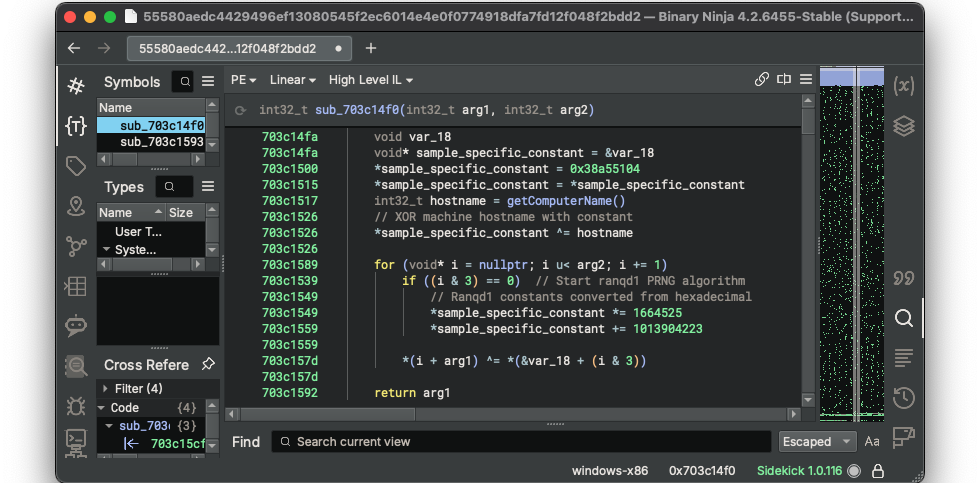 55580aedc4429496ef13080545f2ec6014e4e0f0774918dfa7fd12f048f2bdd2 — Binary Ninja 4.2.6455-Stable (Support...
55580aedc442...12f048f2bdd2
Symbols
PE Linear High Level IL
Name
sub_703c14f0
sub_703c1593
Types
Name Size
User T...
Syste...
Cross Refere
Filter (4)
Code {4}
sub_703c {3}
703c15cf
int32_t sub_703c14f0(int32_t arg1, int32_t arg2)
703c14fa void var_18
703c14fa void* sample_specific_constant = &var_18
703c1500 *sample_specific_constant = 0x38a55104
703c1515 *sample_specific_constant = *sample_specific_constant
703c1517 int32_t hostname = getComputerName()
703c1526 // XOR machine hostname with constant
703c1526 *sample_specific_constant ^= hostname
703c1526
703c1589 for (void* i = nullptr; i u< arg2; i += 1)
703c1539 if ((i & 3) == 0) // Start ranqd1 PRNG algorithm
703c1549 // Ranqd1 constants converted from hexadecimal
703c1549 *sample_specific_constant *= 1664525
703c1559 *sample_specific_constant += 1013904223
703c1559
703c157d *(i + arg1) ^= *(&var_18 + (i & 3))
703c157d
703c1592 return arg1
Find Search current view Escaped Aa
windows-x86 0x703c14f0 Sidekick 1.0.116